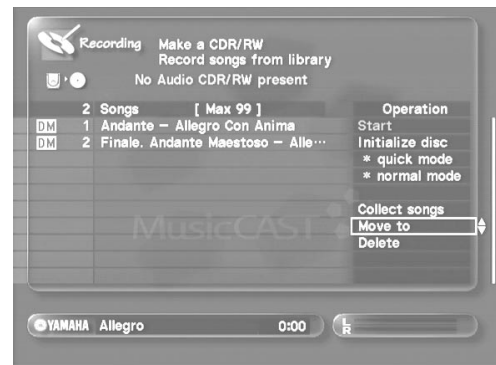 Recording Make a CDR/RW
Record songs from library
No Audio CDR/RW present
2 Songs [ Max 99 ] Operation
DM 1 Andante – Allegro Con Anima Start
DM 2 Finale. Andante Maestoso – Alle··· Initialize disc
* quick mode
* normal mode
Collect songs
MusicCAST Move to
Delete
YAMAHA Allegro 0:00 L
R